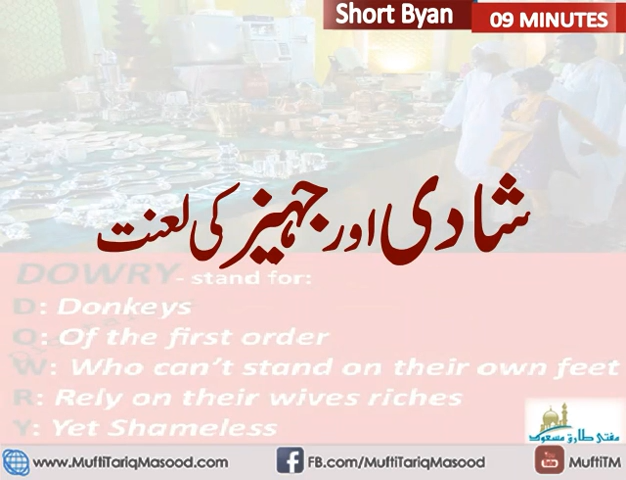 Short Byan
09 MINUTES
شادی اور جہیز کی لعنت
DOWRY - stand for:
D: Donkeys
O: Of the first order
W: Who can't stand on their own feet
R: Rely on their wives riches
Y: Yet Shameless
مفتی طارق مسعود
www.MuftiTariqMasood.com
FB.com/MuftiTariqMasood
You Tube
MuftiTM